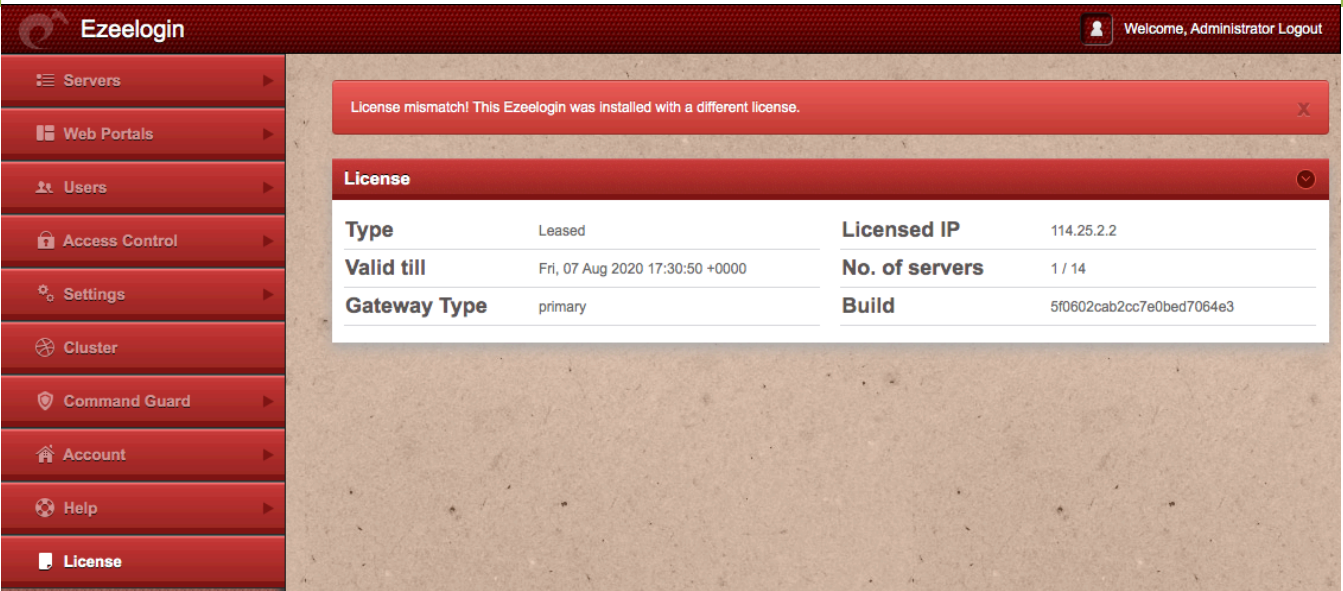 Ezeelogin
Welcome, Administrator Logout
Servers
Web Portals
Users
Access Control
Settings
Cluster
Command Guard
Account
Help
License
License mismatch! This Ezeelogin was installed with a different license.
X
License
Type Leased Licensed IP 114.25.2.2
Valid till Fri, 07 Aug 2020 17:30:50 +0000 No. of servers 1 / 14
Gateway Type primary Build 5f0602cab2cc7e0bed7064e3